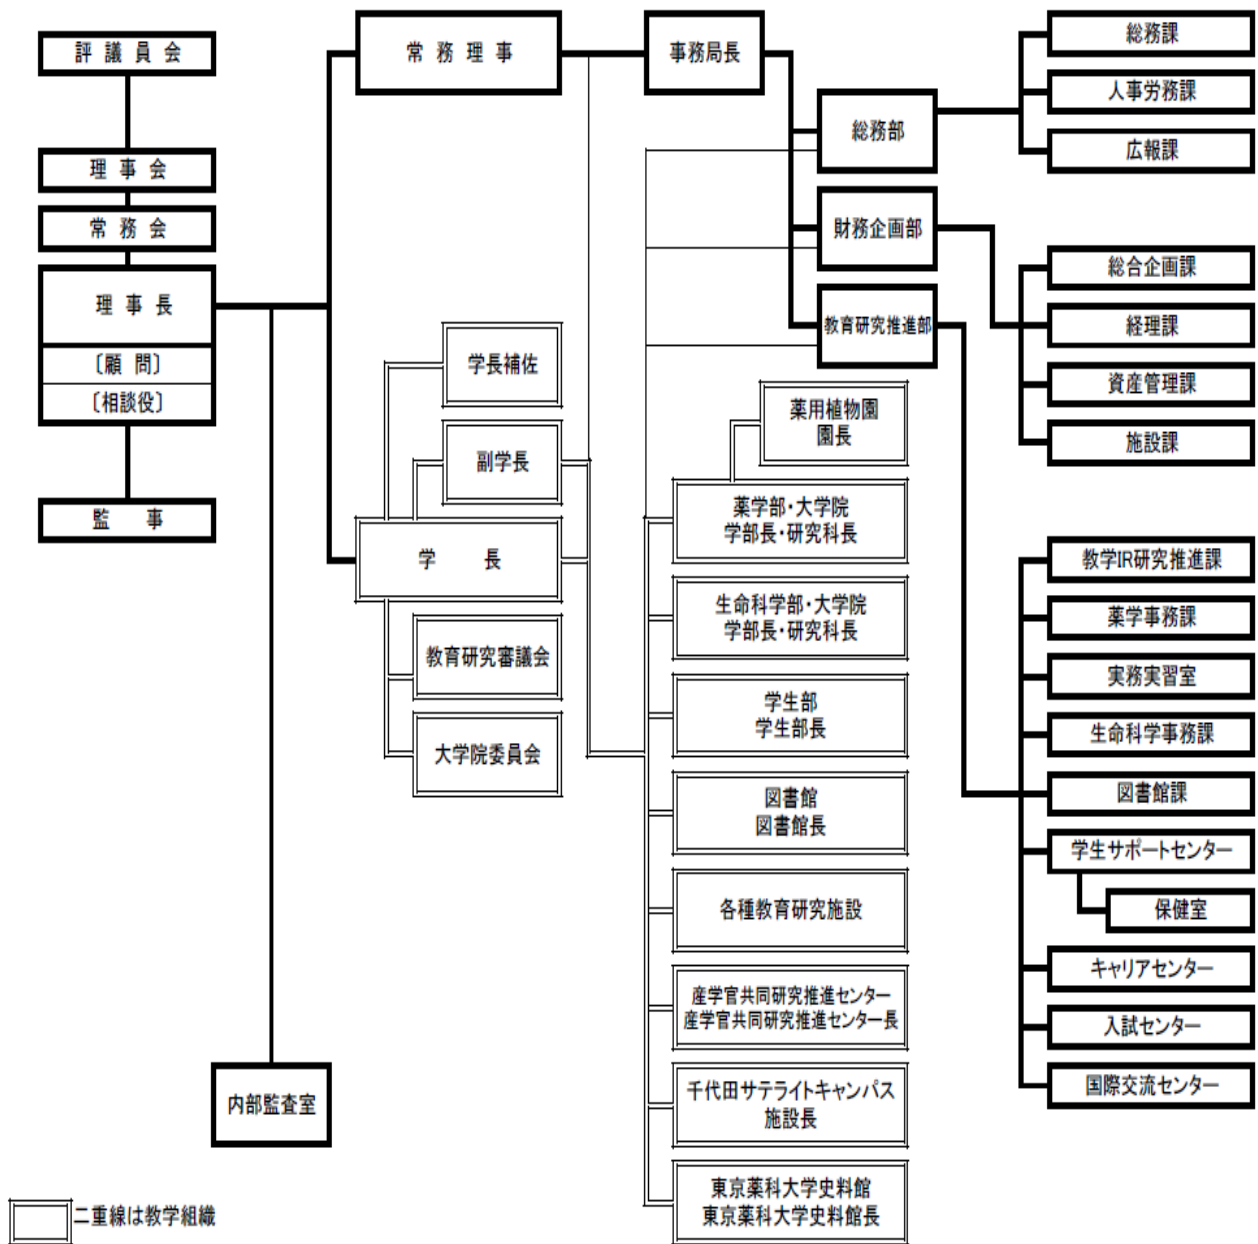 評議員会
理事会
常務会
理事長
〔顧問〕
〔相談役〕
監事
内部監査室
常務理事
学長補佐
副学長
学長
教育研究審議会
大学院委員会
事務局長
総務部
財務企画部
教育研究推進部
薬用植物園
園長
薬学部・大学院
学部長・研究科長
生命科学部・大学院
学部長・研究科長
学生部
学生部長
図書館
図書館長
各種教育研究施設
産学官共同研究推進センター
産学官共同研究推進センター長
千代田サテライトキャンパス
施設長
東京薬科大学史料館
東京薬科大学史料館長
総務課
人事労務課
広報課
総合企画課
経理課
資産管理課
施設課
教学IR研究推進課
薬学事務課
実務実習室
生命科学事務課
図書館課
学生サポートセンター
保健室
キャリアセンター
入試センター
国際交流センター
二重線は教学組織